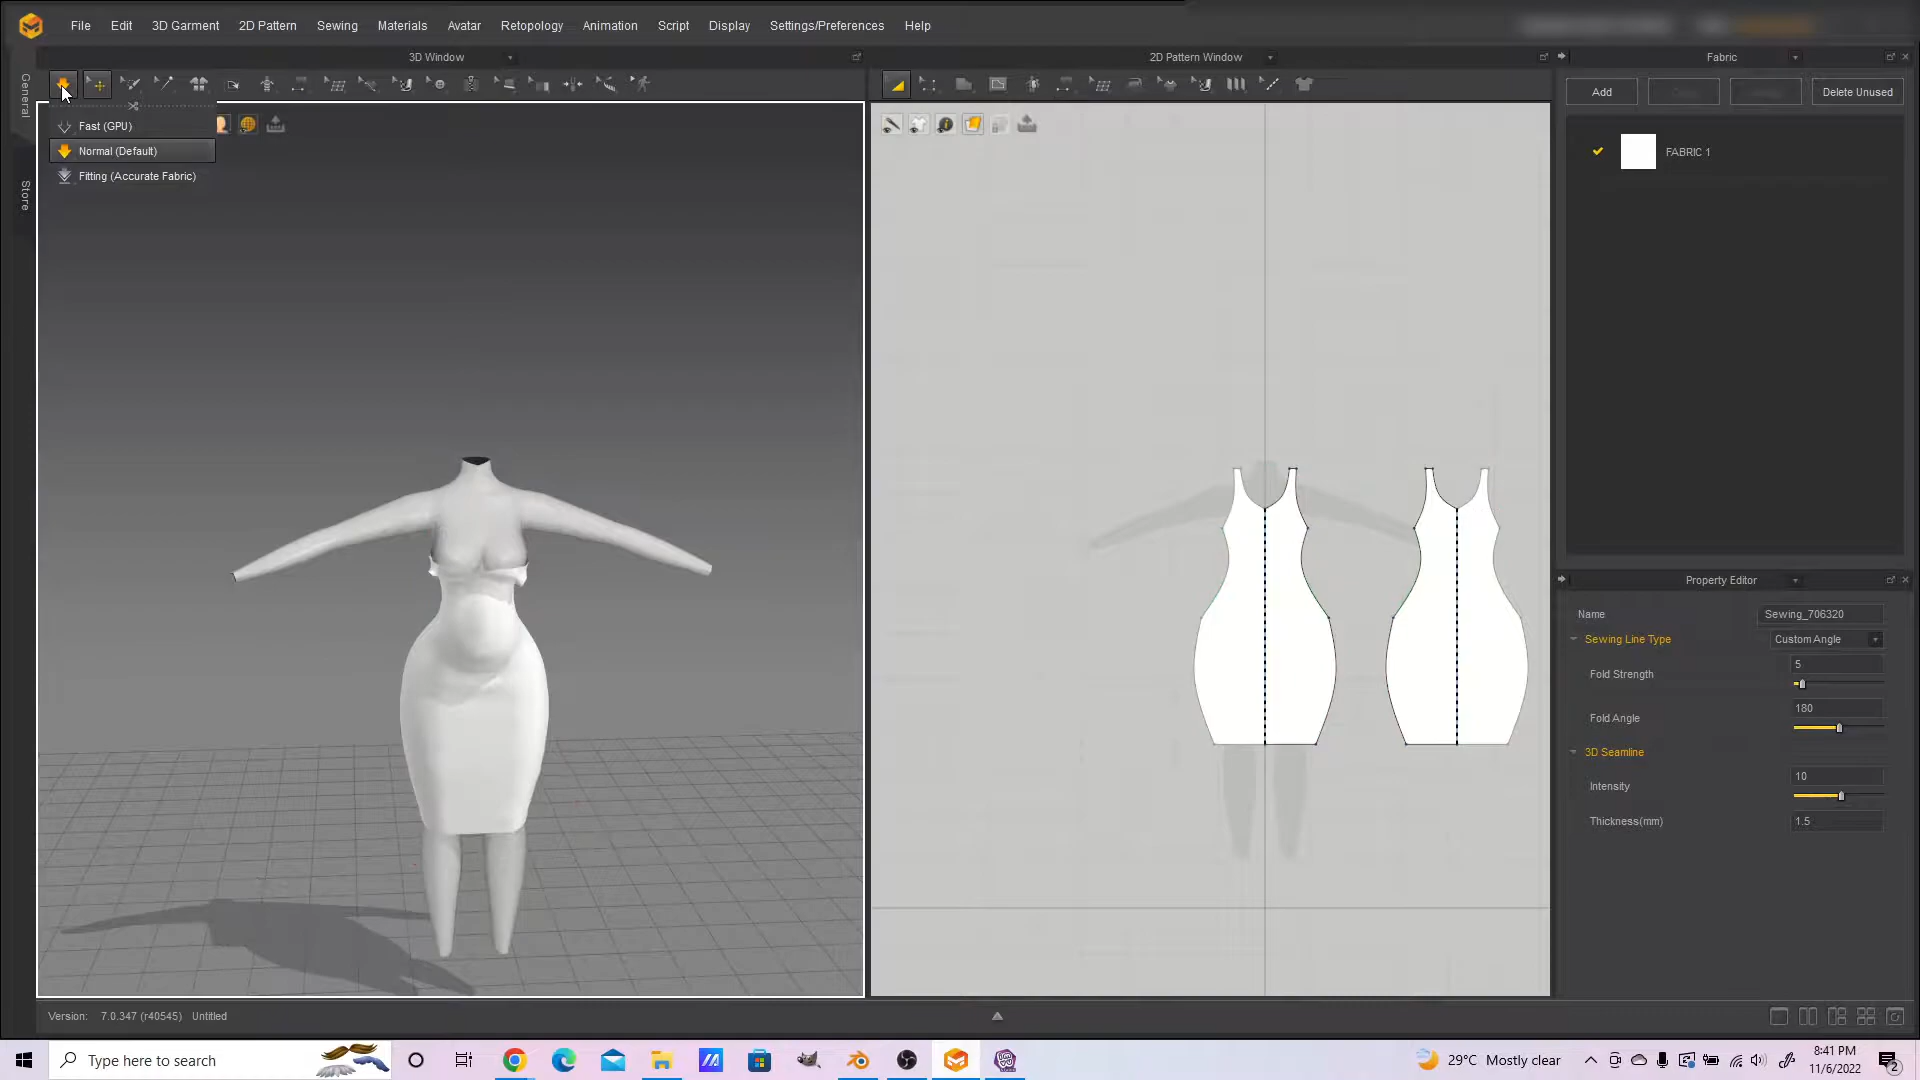 File Edit 3D Garment 2D Pattern Sewing Materials Avatar Retopology Animation Script Display Settings/Preferences Help
3D Window 2D Pattern Window Fabric
General
Store
Fast (GPU)
Normal (Default)
Fitting (Accurate Fabric)
Add Delete Unused
FABRIC 1
Property Editor
Name Sewing_706320
Sewing Line Type Custom Angle
Fold Strength 5
Fold Angle 180
3D Seamline
Intensity 10
Thickness(mm) 1.5
Version: 7.0.347 (r40545) Untitled
Type here to search
29°C Mostly clear
8:41 PM
11/6/2022
2